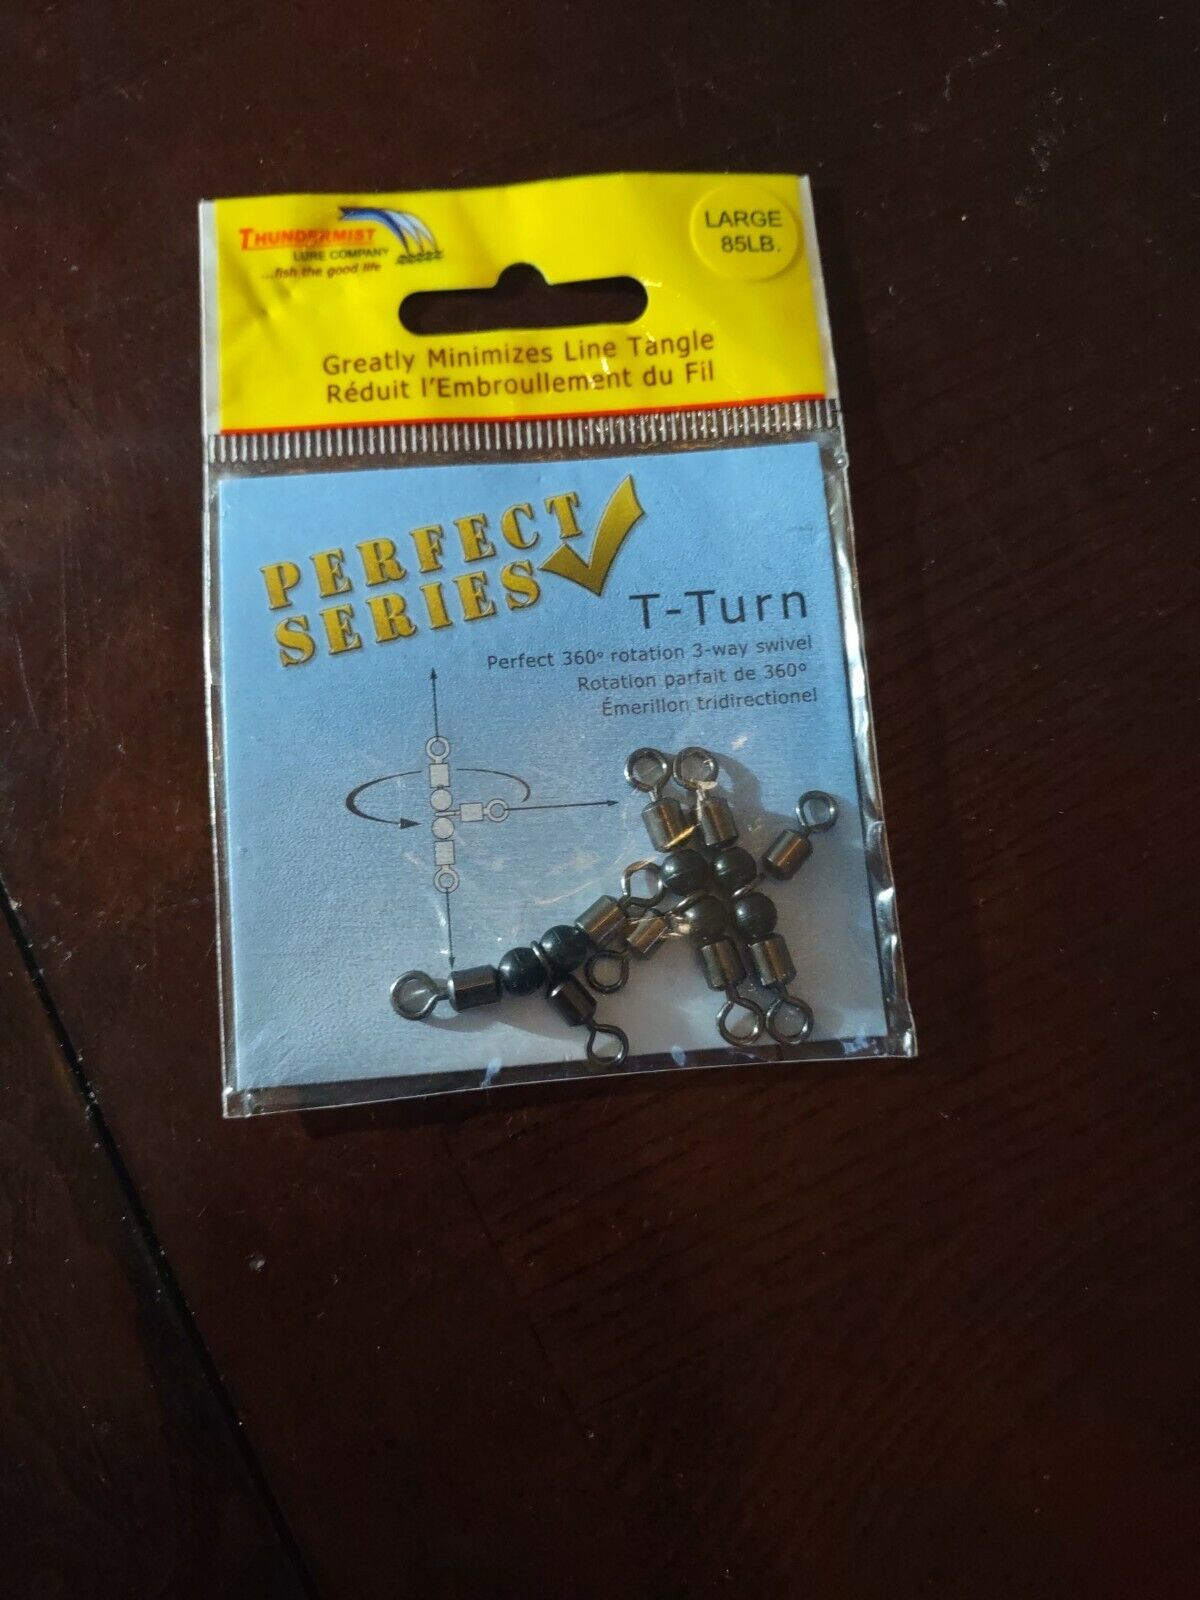 THUNDERMIST
LURE COMPANY
...fish the good life
LARGE
85LB.
Greatly Minimizes Line Tangle
Réduit l'Embroullement du Fil
PERFECT
SERIES
T-Turn
Perfect 360° rotation 3-way swivel
Rotation parfait de 360°
Émerillon tridirectionel